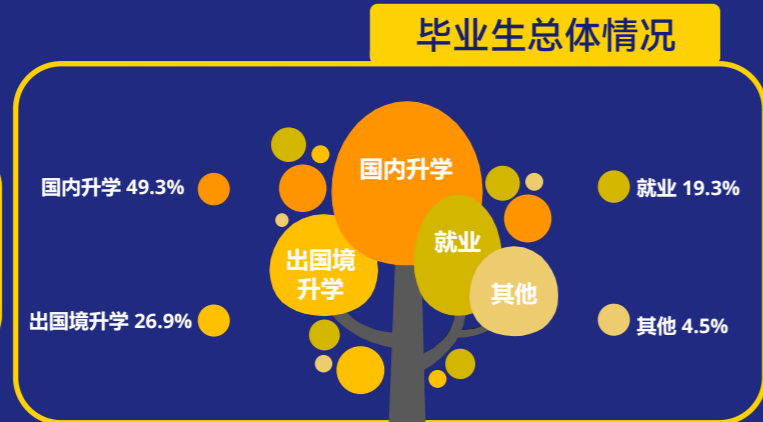 毕业生总体情况
国内升学 49.3%
出国境升学 26.9%
国内升学
出国境
升学
就业
其他
就业 19.3%
其他 4.5%